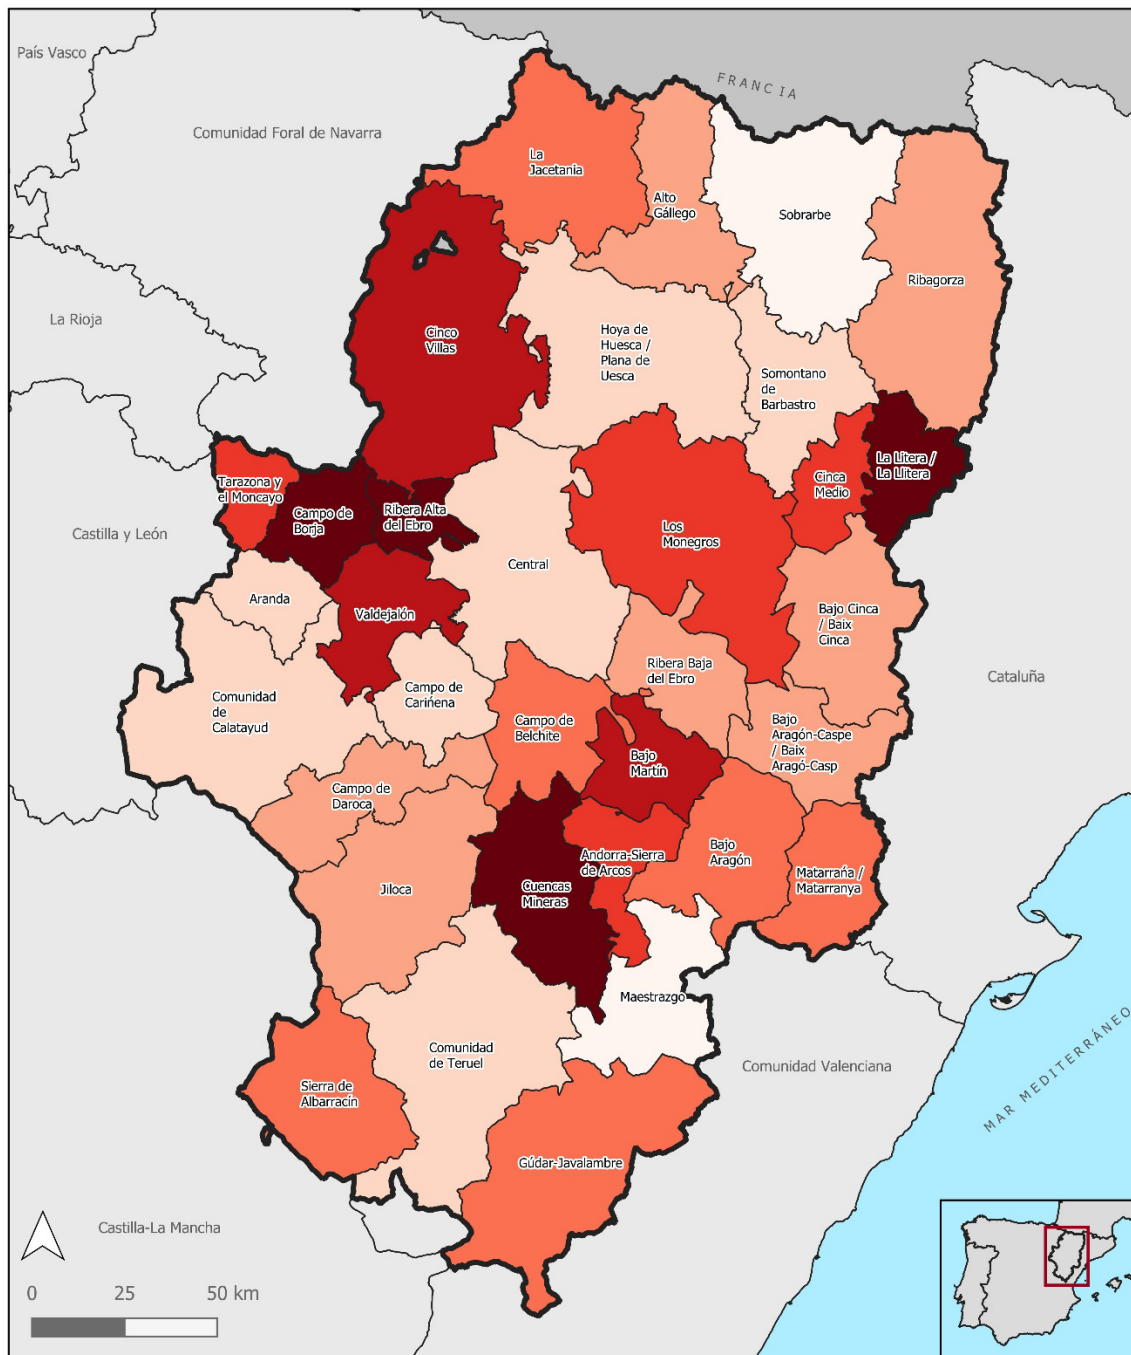 País Vasco
FRANCIA
Comunidad Foral de Navarra
La
Jacetania
Alto
Gállego
Sobrarbe
Ribagorza
La Rioja
Cinco
Villas
Hoya de
Huesca /
Plana de
Uesca
Somontano
de
Barbastro
La Litera /
La Llitera
Cinca
Medio
Tarazona y
el Moncayo
Campo de
Borja
Ribera Alta
del Ebro
Los
Monegros
Castilla y León
Central
Aranda
Valdejalón
Bajo Cinca
/ Baix
Cinca
Ribera Baja
del Ebro
Cataluña
Comunidad
de
Calatayud
Campo de
Cariñena
Campo de
Belchite
Bajo
Aragón-Caspe
/ Baix
Aragó-Casp
Bajo
Martín
Campo de
Daroca
Andorra-Sierra
de Arcos
Bajo
Aragón
Matarraña /
Matarranya
Jiloca
Cuencas
Mineras
Maestrazgo
Comunidad
de Teruel
Comunidad Valenciana
MAR MEDITERRÁNEO
Sierra de
Albarracín
Gúdar-Javalambre
Castilla-La Mancha
0 25 50 km